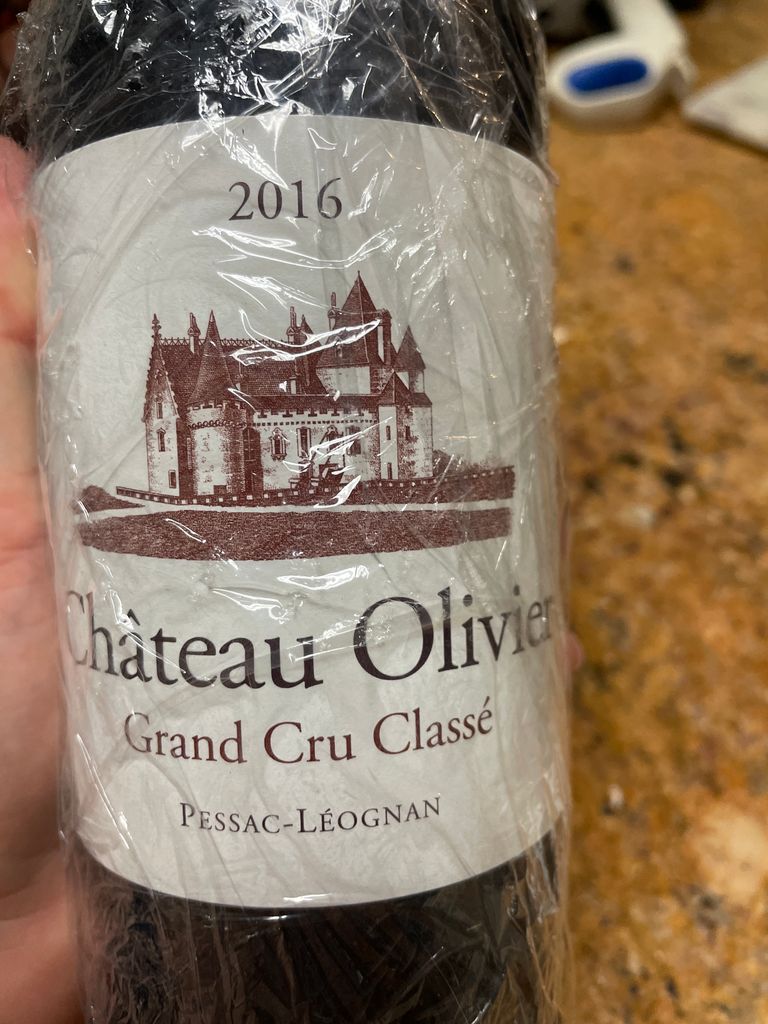 2016
Château Olivier
Grand Cru Classé
Pessac-Léognan